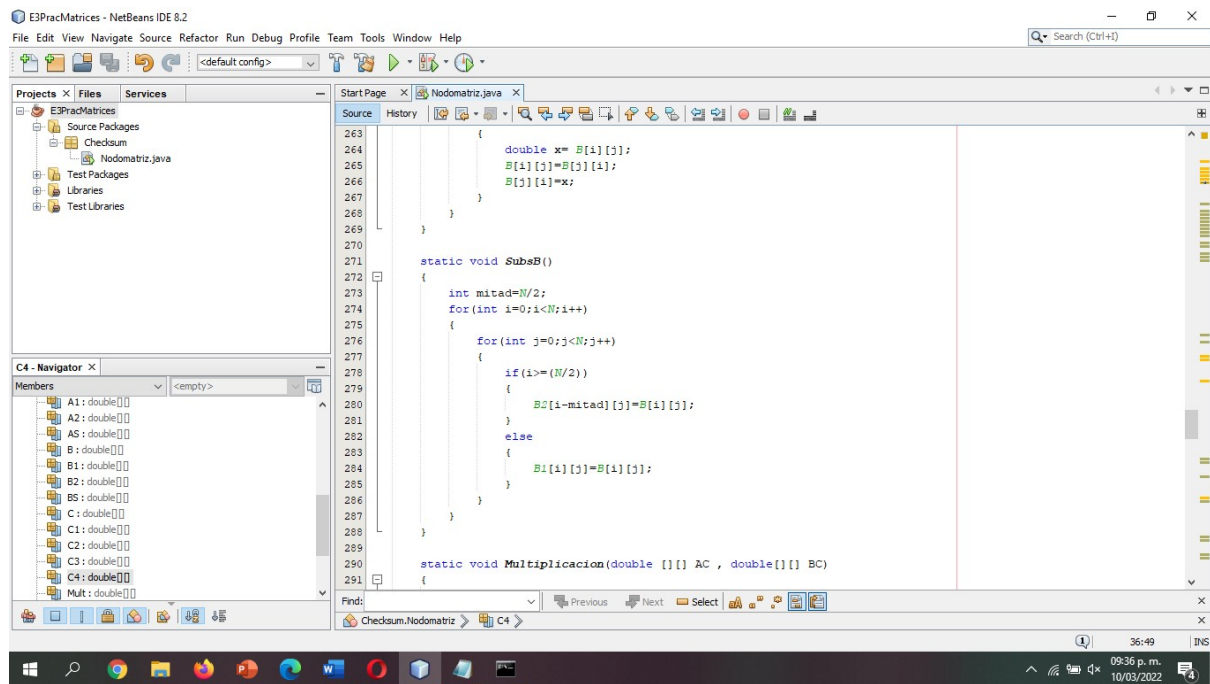 E3PracMatrices - NetBeans IDE 8.2
File Edit View Navigate Source Refactor Run Debug Profile Team Tools Window Help
Search (Ctrl+I)
<default config>
Projects Files Services
E3PracMatrices
Source Packages
Checksum
Nodomatriz.java
Test Packages
Libraries
Test Libraries
C4 - Navigator
Members <empty>
A1 : double[][]
A2 : double[][]
AS : double[][]
B : double[][]
B1 : double[][]
B2 : double[][]
BS : double[][]
C : double[][]
C1 : double[][]
C2 : double[][]
C3 : double[][]
C4 : double[][]
Mult : double[][]
Start Page Nodomatriz.java
Source History
263 {
264 double x= B[i][j];
265 B[i][j]=B[j][i];
266 B[j][i]=x;
267 }
268 }
269 }
270
271 static void SubsB()
272 {
273 int mitad=N/2;
274 for(int i=0;i<N;i++)
275 {
276 for(int j=0;j<N;j++)
277 {
278 if(i>=(N/2))
279 {
280 B2[i-mitad][j]=B[i][j];
281 }
282 else
283 {
284 B1[i][j]=B[i][j];
285 }
286 }
287 }
288 }
289
290 static void Multiplicacion(double [][] AC , double[][] BC)
291 {
Find: Previous Next Select
Checksum.Nodomatriz C4
1 36:49 INS
09:36 p. m.
10/03/2022
4